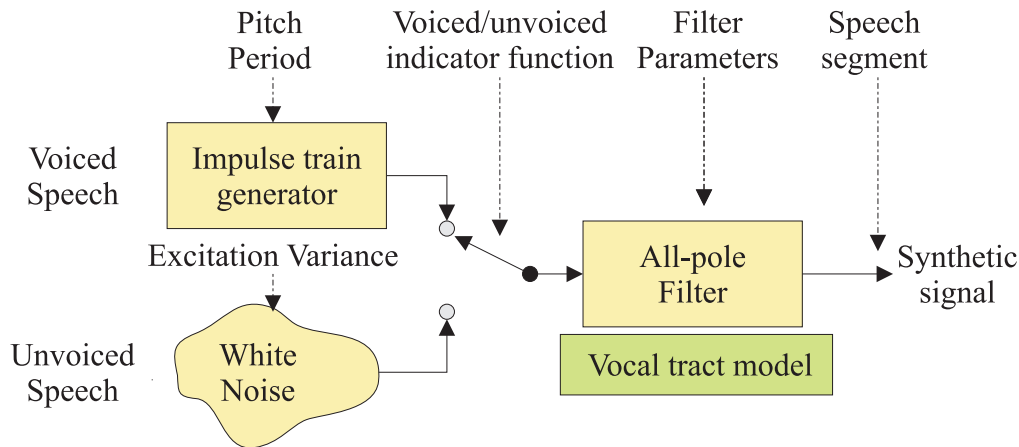 Pitch
Period
Voiced/unvoiced
indicator function
Filter
Parameters
Speech
segment
Voiced
Speech
Impulse train
generator
Excitation Variance
All-pole
Filter
Synthetic
signal
Unvoiced
Speech
White
Noise
Vocal tract model